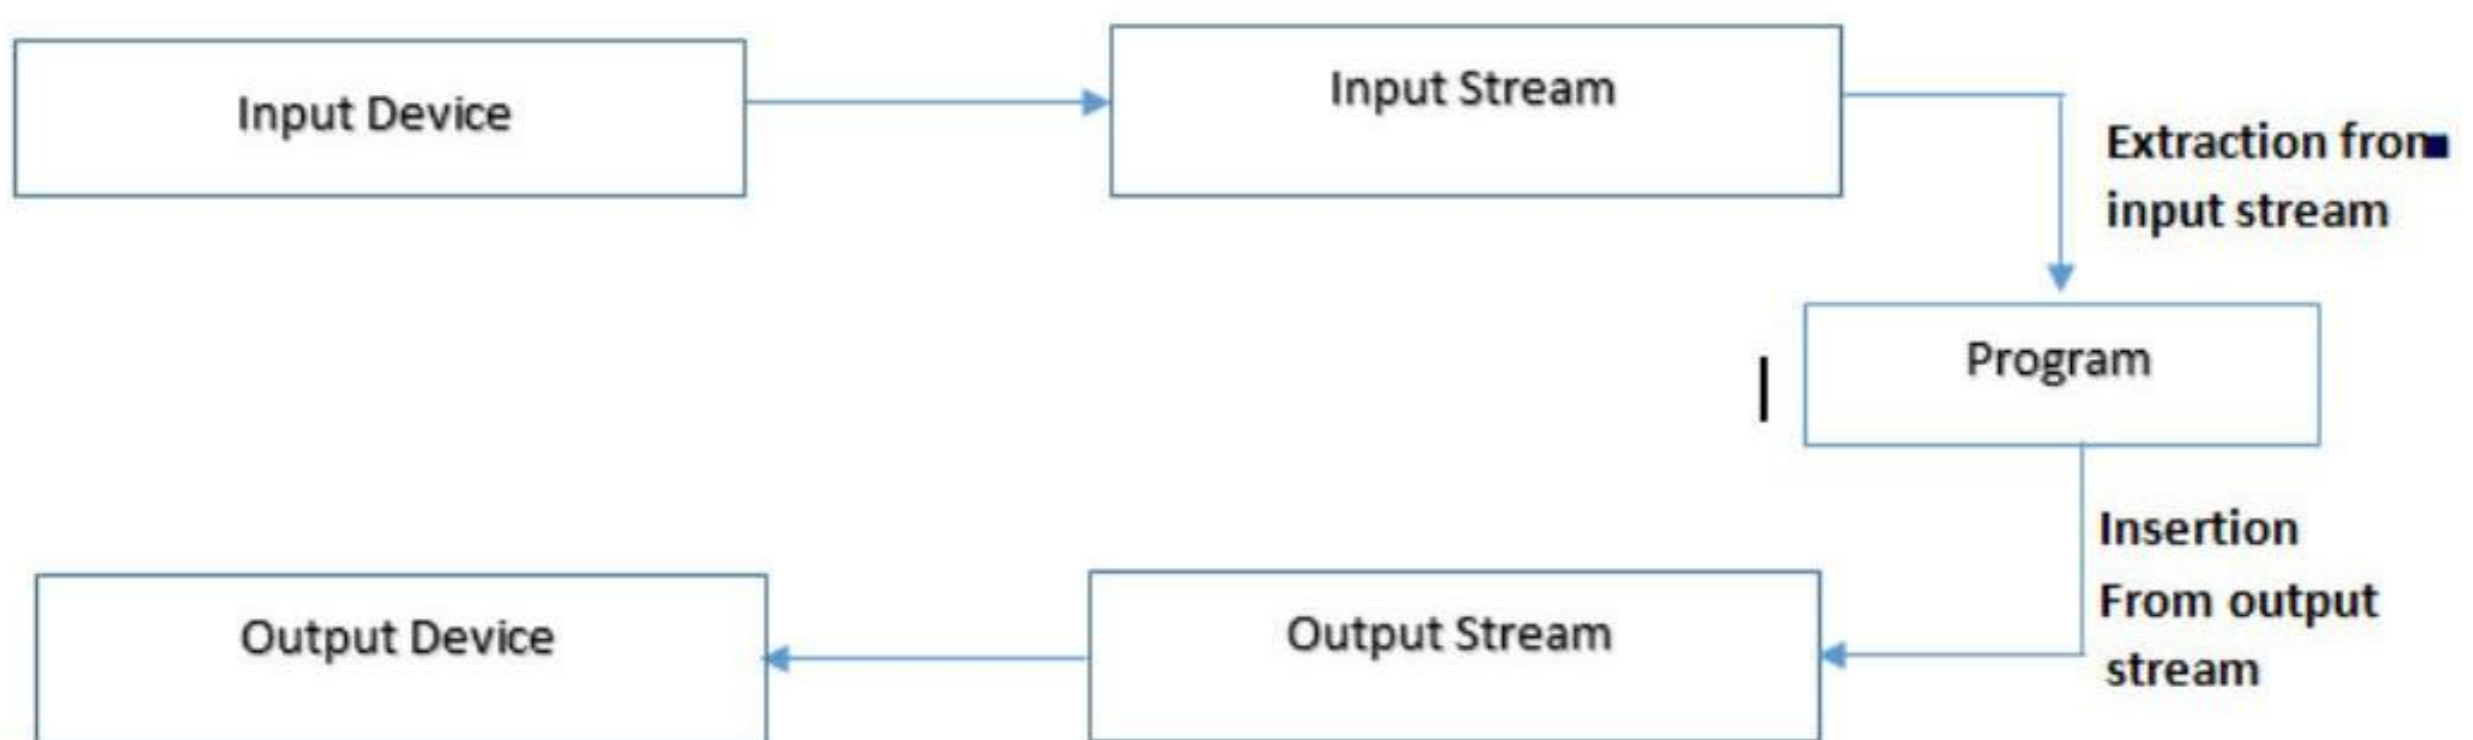 Input Device
Input Stream
Extraction from
input stream
Program
Insertion
From output
stream
Output Stream
Output Device